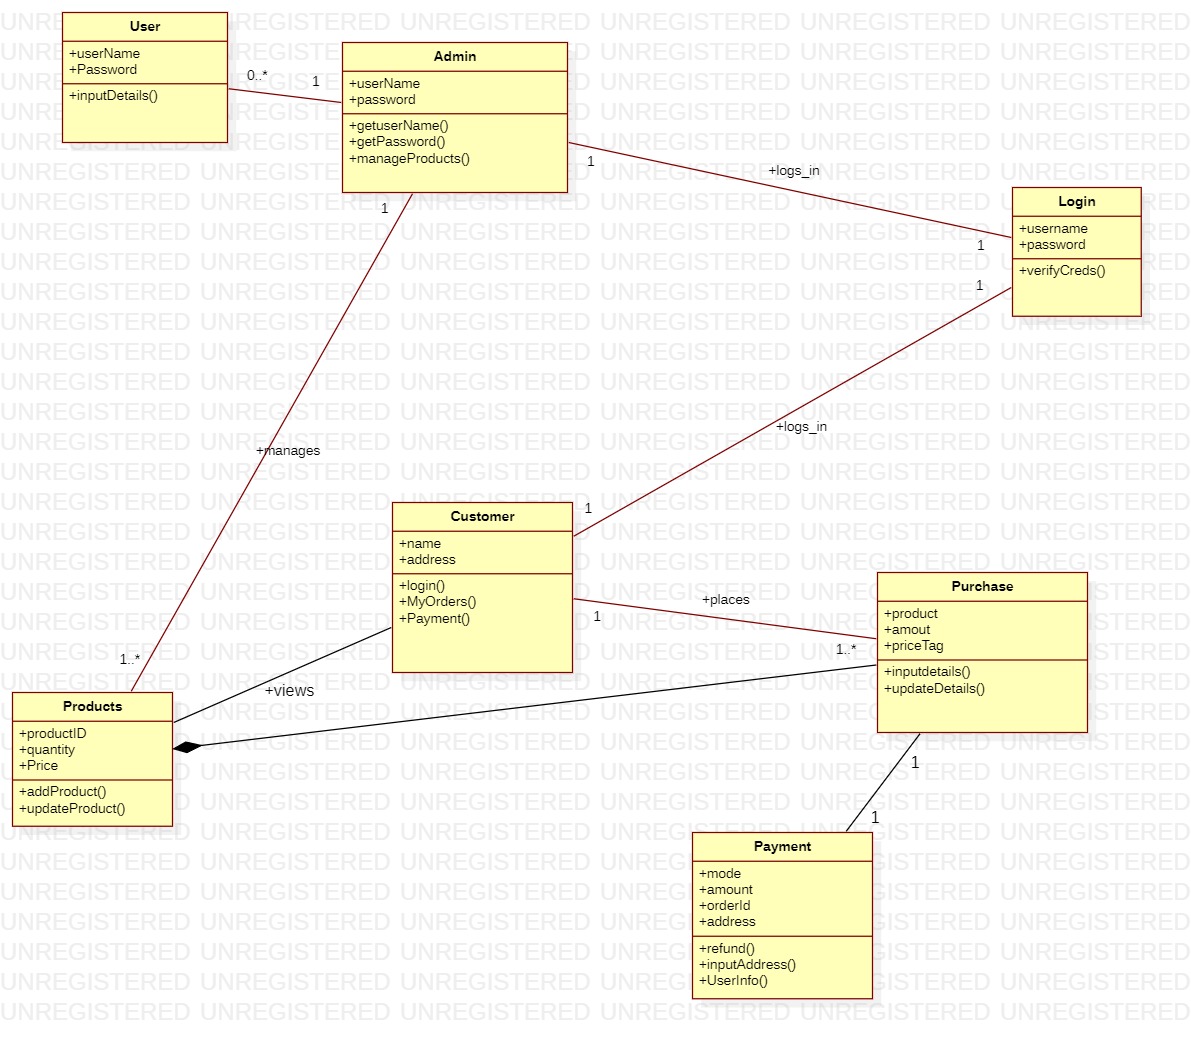 User
+userName
+Password
+inputDetails()
0..*
1
Admin
+userName
+password
+getuserName()
+getPassword()
+manageProducts()
1
+logs_in
1
Login
+username
+password
+verifyCreds()
1
+logs_in
1
1
+manages
1..*
Customer
+name
+address
+login()
+MyOrders()
+Payment()
1
+places
1..*
Purchase
+product
+amout
+priceTag
+inputdetails()
+updateDetails()
+views
Products
+productID
+quantity
+Price
+addProduct()
+updateProduct()
1
1
Payment
+mode
+amount
+orderId
+address
+refund()
+inputAddress()
+UserInfo()
UNREGISTERED UNREGISTERED UNREGISTERED UNREGISTERED UNREGISTERED UNREGISTERED